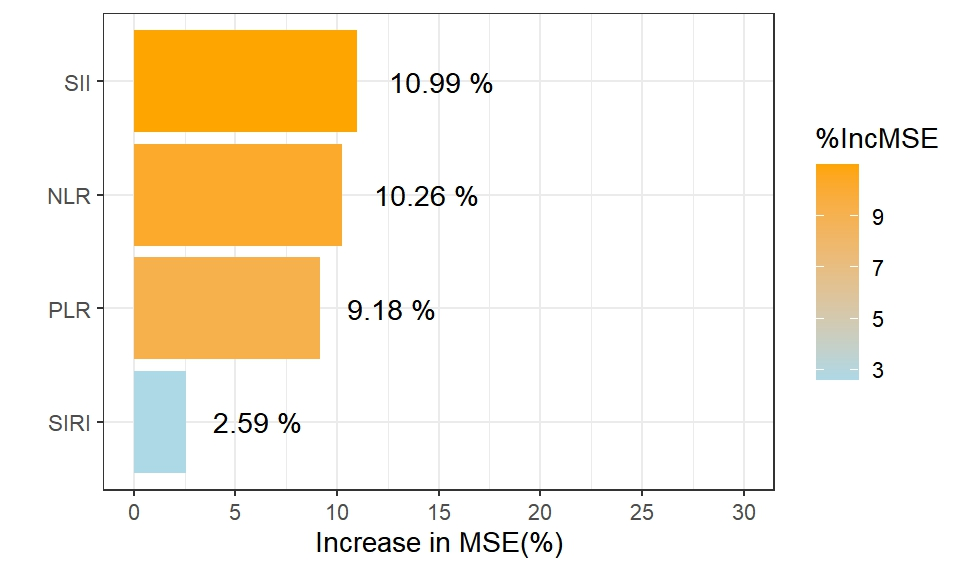 SII
10.99 %
NLR
10.26 %
PLR
9.18 %
SIRI
2.59 %
0 5 10 15 20 25 30
Increase in MSE(%)
%IncMSE
9
7
5
3